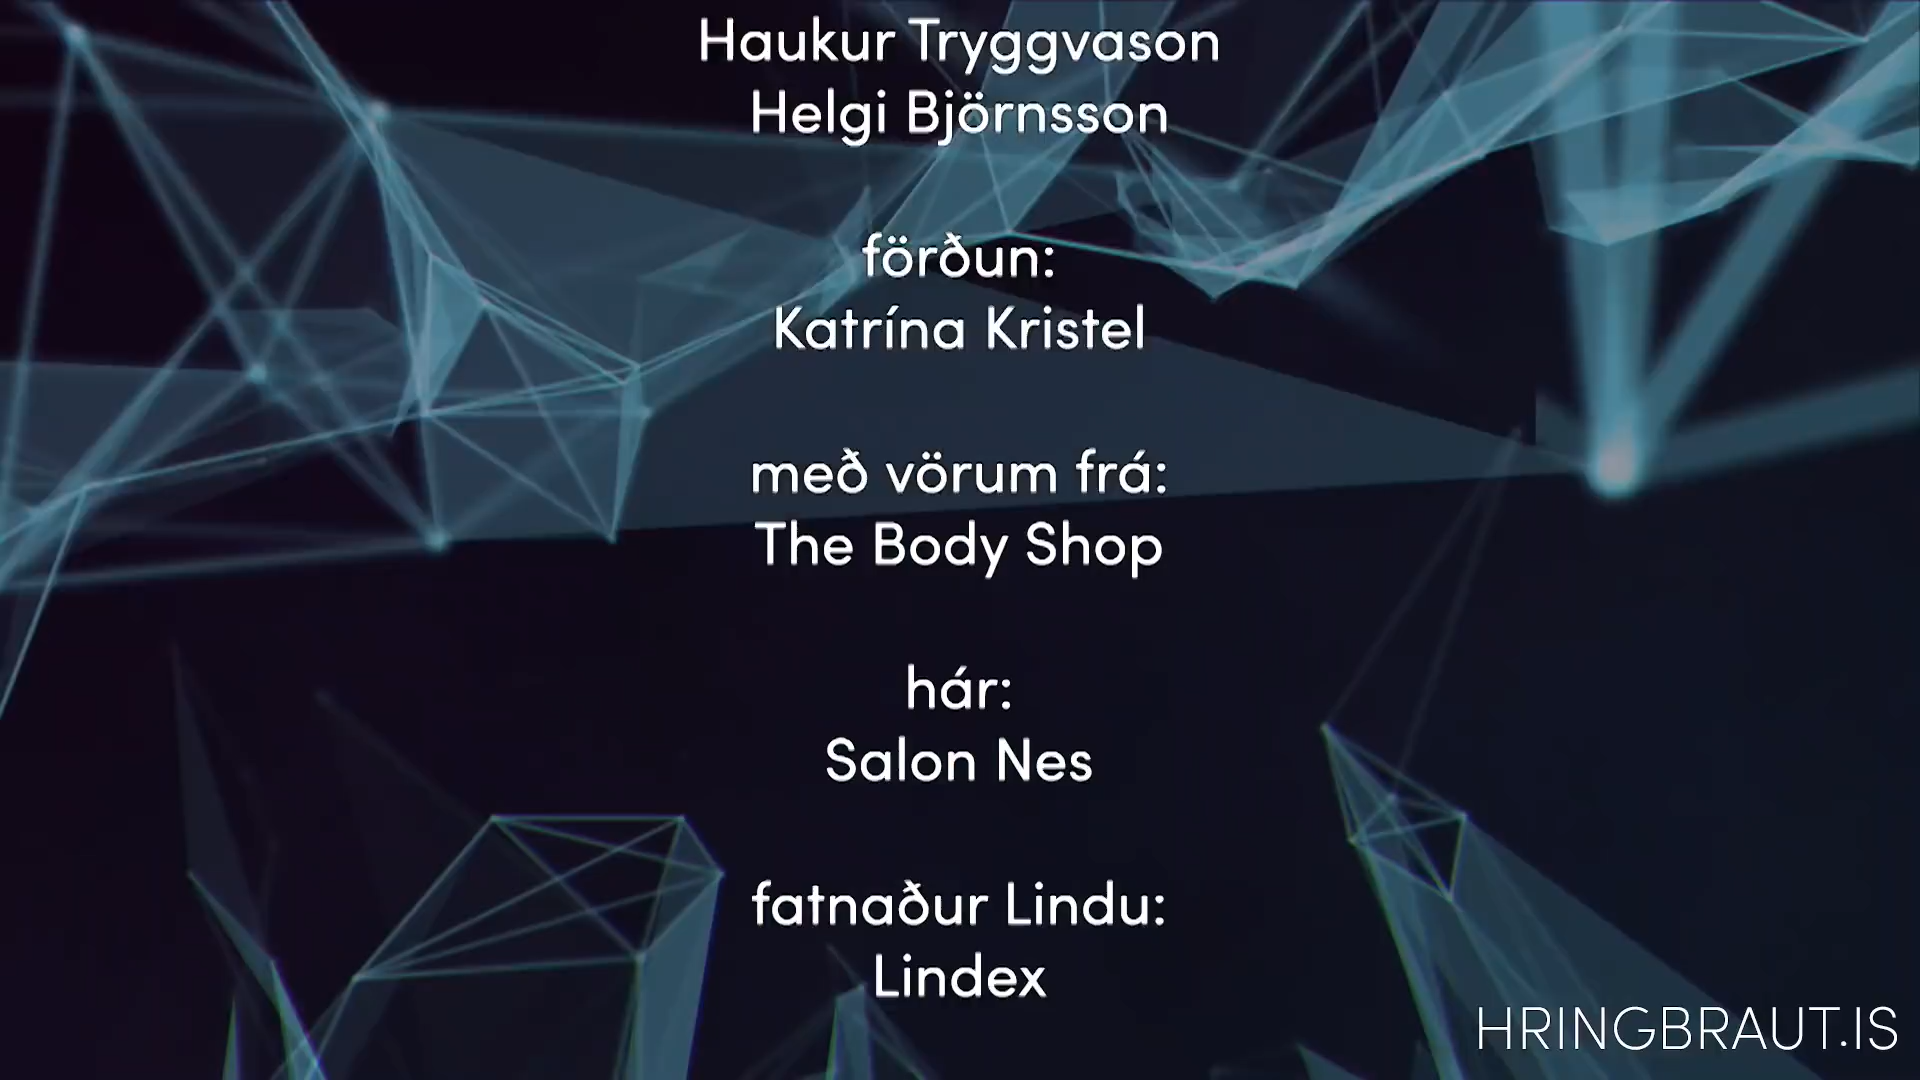 Haukur Tryggvason
Helgi Björnsson
förðun:
Katrína Kristel
með vörum frá:
The Body Shop
hár:
Salon Nes
fatnaður Lindu:
Lindex
HRINGBRAUT.IS